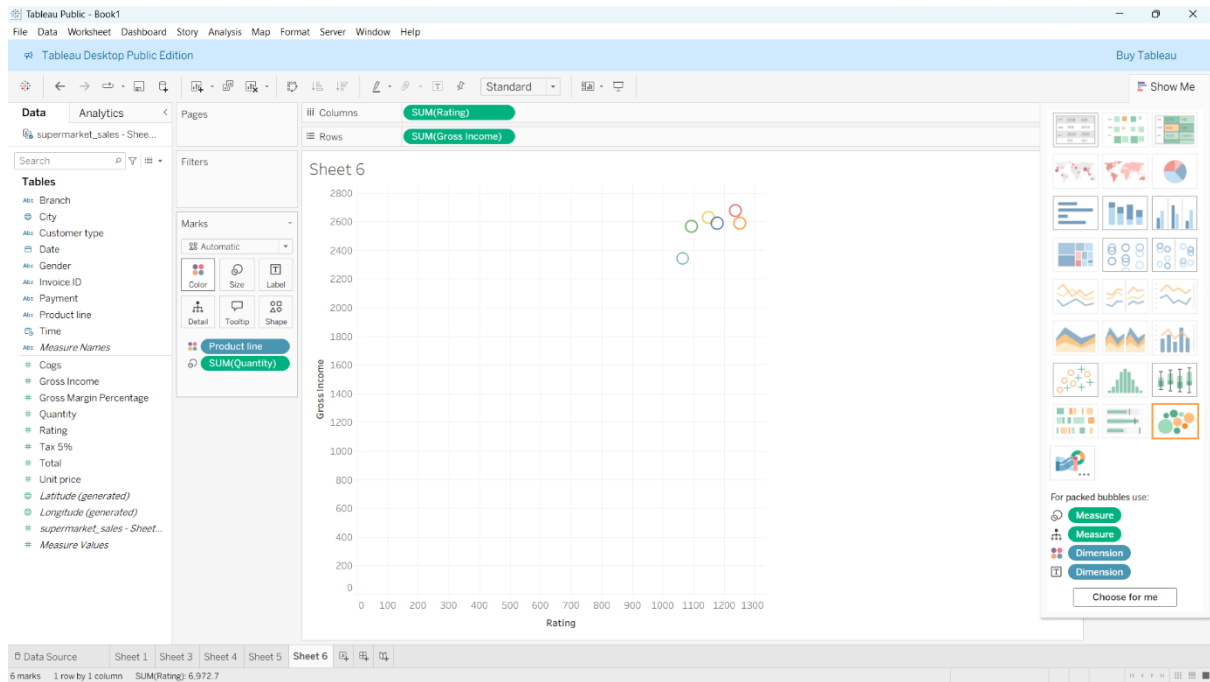 Tableau Public - Book1
File Data Worksheet Dashboard Story Analysis Map Format Server Window Help
Tableau Desktop Public Edition
Buy Tableau
Standard
Show Me
Data Analytics
Pages
iii Columns
SUM(Rating)
supermarket_sales - Shee...
Rows
SUM(Gross Income)
Search
Filters
Tables
Abc Branch
City
Abc Customer type
Date
Abc Gender
Abc Invoice ID
Abc Payment
Abc Product line
Time
Abc Measure Names
# Cogs
# Gross Income
# Gross Margin Percentage
# Quantity
# Rating
# Tax 5%
# Total
# Unit price
Latitude (generated)
Longitude (generated)
# supermarket_sales - Sheet...
# Measure Values
Marks
Automatic
Color Size Label
Detail Tooltip Shape
Product line
SUM(Quantity)
Sheet 6
2800
2600
2400
2200
2000
1800
1600
1400
1200
1000
800
600
400
200
0
Gross Income
0 100 200 300 400 500 600 700 800 900 1000 1100 1200 1300
Rating
For packed bubbles use:
Measure
Measure
Dimension
Dimension
Choose for me
Data Source Sheet 1 Sheet 3 Sheet 4 Sheet 5 Sheet 6
6 marks 1 row by 1 column SUM(Rating): 6,972.7